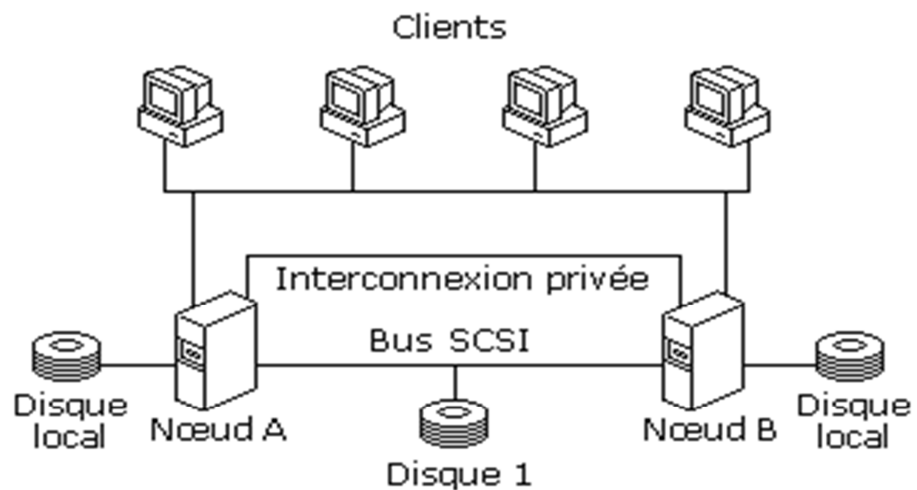 Clients
Interconnexion privée
Bus SCSI
Disque
local
Nœud A
Disque 1
Nœud B
Disque
local